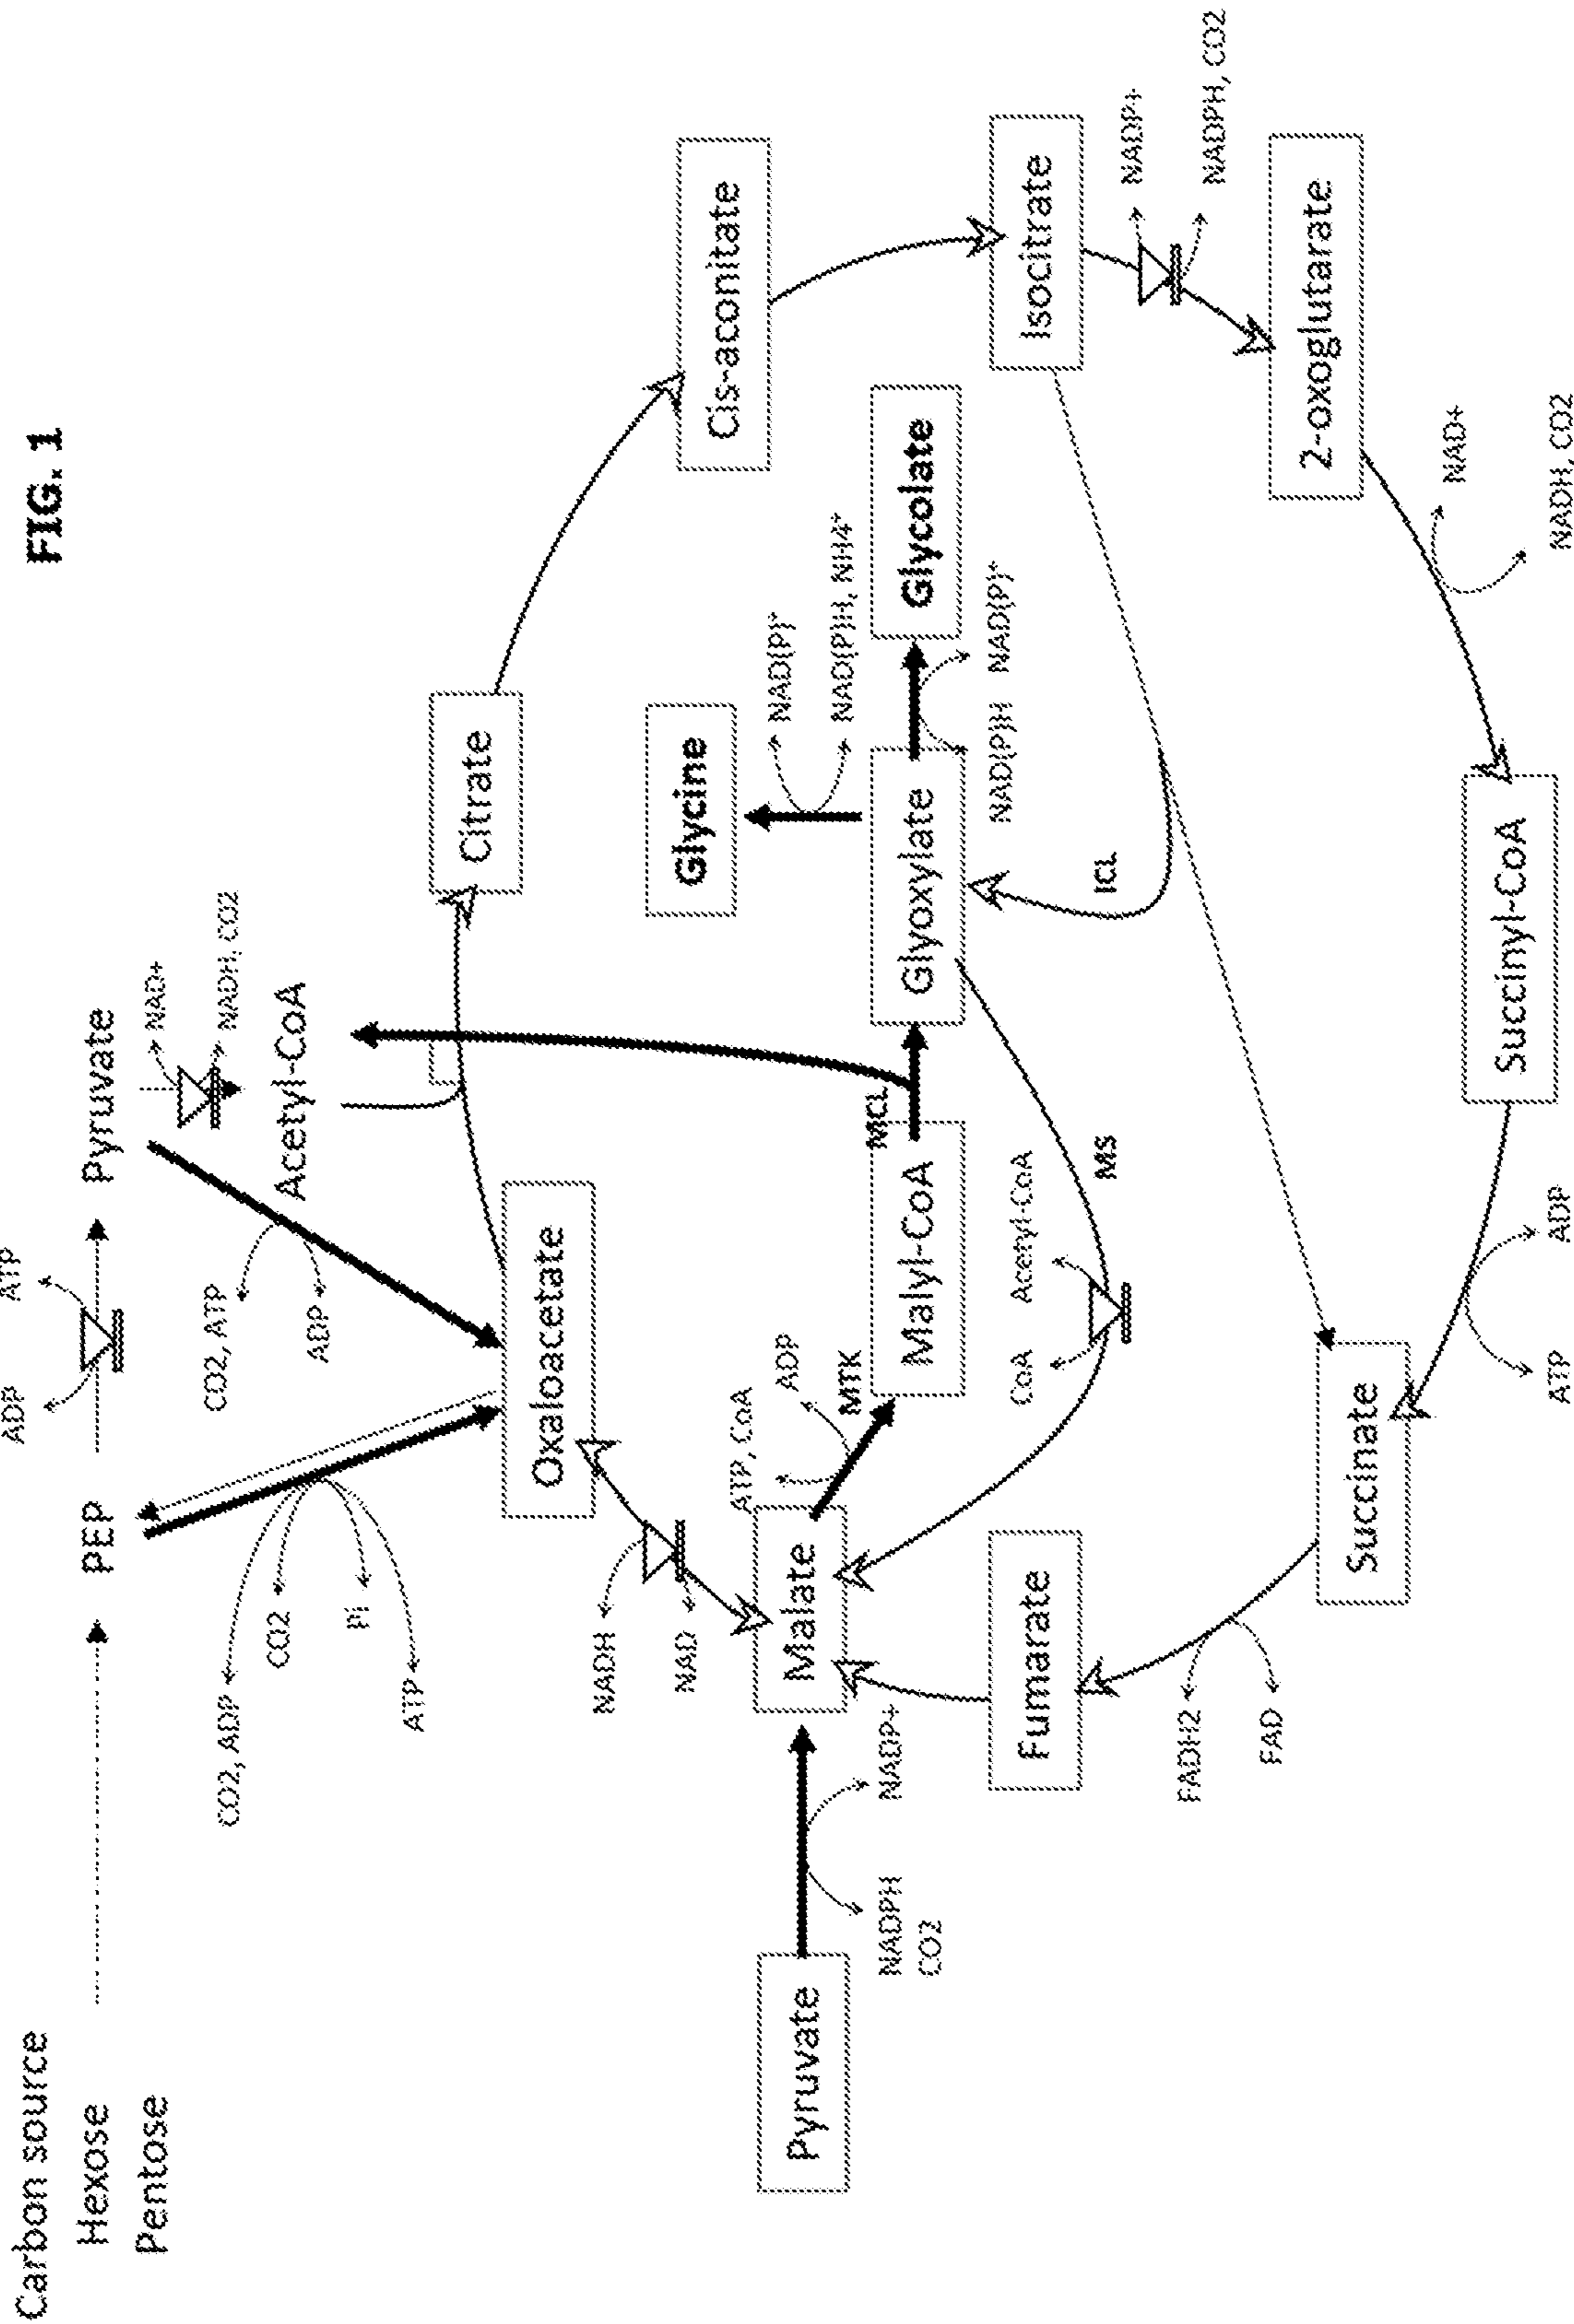 FIG. 1
Carbon source
Hexose
Pentose
PEP
ADP
ATP
Pyruvate
NAD+
NADH, CO2
Acetyl-CoA
CO2, ATP
ADP
CO2, ADP
CO2
Pi
ATP
Oxaloacetate
Citrate
Cis-aconitate
Isocitrate
NADP+
NADPH, CO2
2-oxoglutarate
NAD+
NADH, CO2
Succinyl-CoA
ADP
ATP
Succinate
FADH2
FAD
Fumarate
NADH
NAD
Malate
Pyruvate
NADPH
CO2
NADP+
ATP, CoA
ADP
MTK
Malyl-CoA
MCL
Glyoxylate
Glycine
NAD(P)+
NAD(P)H, NH4+
Glycolate
NAD(P)H
NAD(P)+
ICL
MS
CoA
Acetyl-CoA